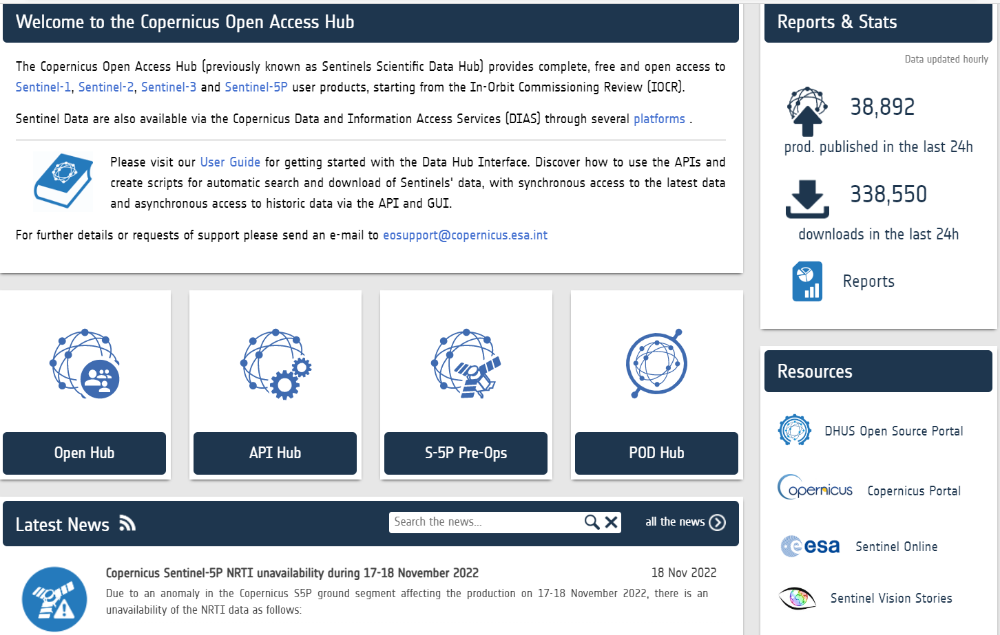 Welcome to the Copernicus Open Access Hub
The Copernicus Open Access Hub (previously known as Sentinels Scientific Data Hub) provides complete, free and open access to
Sentinel-1, Sentinel-2, Sentinel-3 and Sentinel-5P user products, starting from the In-Orbit Commissioning Review (IOCR).
Sentinel Data are also available via the Copernicus Data and Information Access Services (DIAS) through several platforms .
Please visit our User Guide for getting started with the Data Hub Interface. Discover how to use the APIs and
create scripts for automatic search and download of Sentinels' data, with synchronous access to the latest data
and asynchronous access to historic data via the API and GUI.
For further details or requests of support please send an e-mail to eosupport@copernicus.esa.int
Open Hub
API Hub
S-5P Pre-Ops
POD Hub
Latest News
Search the news...
all the news
Copernicus Sentinel-5P NRTI unavailability during 17-18 November 2022
18 Nov 2022
Due to an anomaly in the Copernicus S5P ground segment affecting the production on 17-18 November 2022, there is an
unavailability of the NRTI data as follows:
Reports & Stats
Data updated hourly
38,892
prod. published in the last 24h
338,550
downloads in the last 24h
Reports
Resources
DHUS Open Source Portal
Copernicus Copernicus Portal
esa Sentinel Online
Sentinel Vision Stories